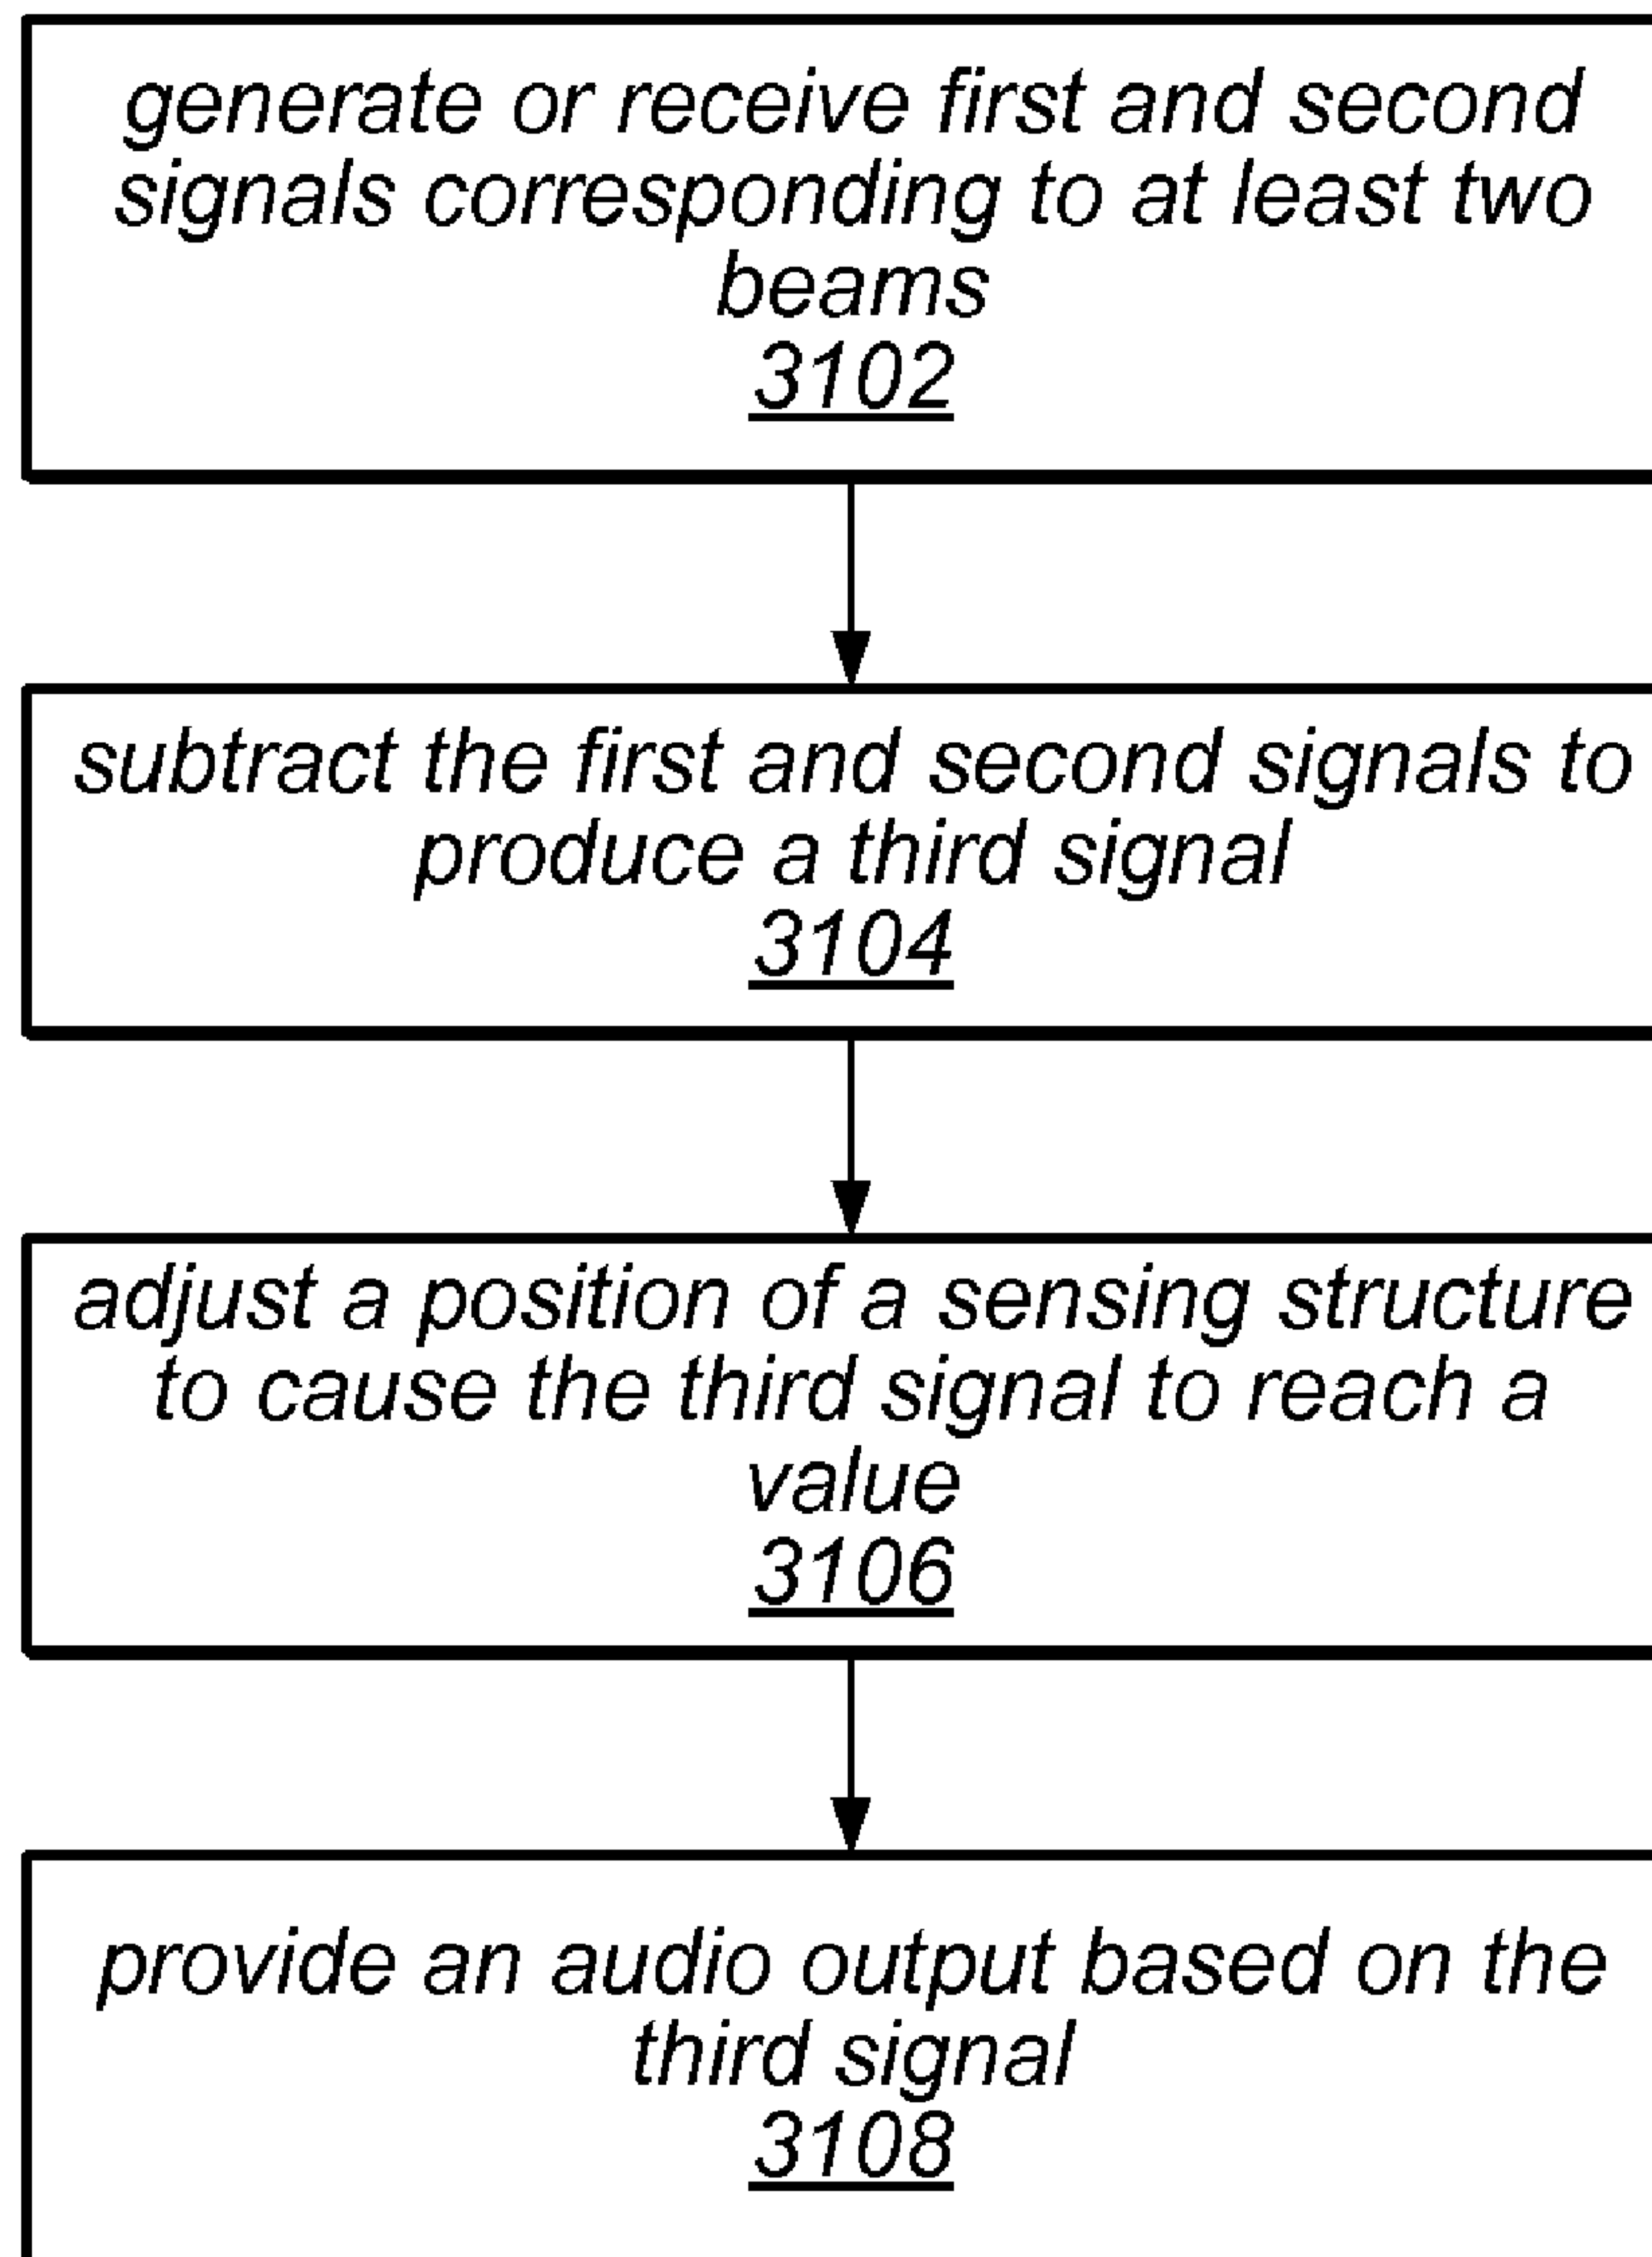 generate or receive first and second
signals corresponding to at least two
beams
3102
subtract the first and second signals to
produce a third signal
3104
adjust a position of a sensing structure
to cause the third signal to reach a
value
3106
provide an audio output based on the
third signal
3108